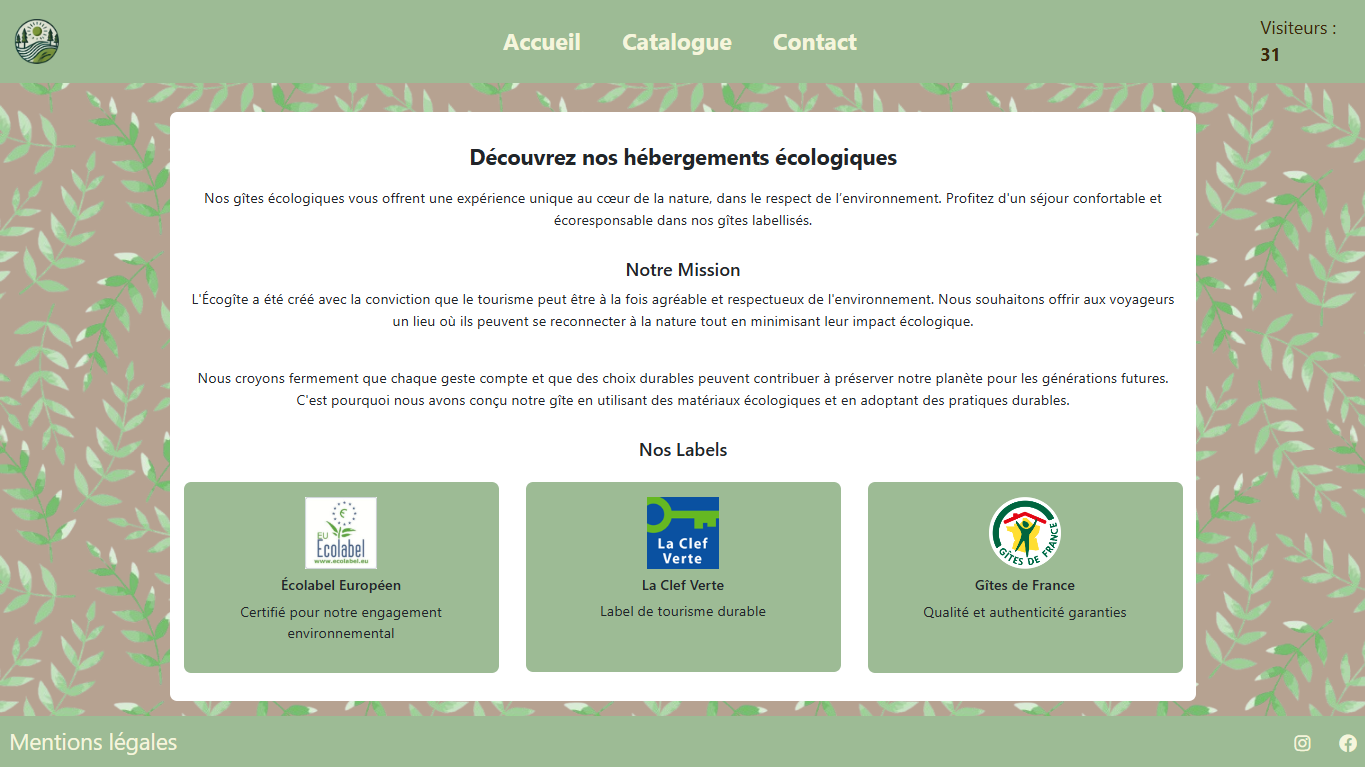 Accueil
Catalogue
Contact
Visiteurs :
31
Découvrez nos hébergements écologiques
Nos gîtes écologiques vous offrent une expérience unique au cœur de la nature, dans le respect de l'environnement. Profitez d'un séjour confortable et
écoresponsable dans nos gîtes labellisés.
Notre Mission
L'Écogîte a été créé avec la conviction que le tourisme peut être à la fois agréable et respectueux de l'environnement. Nous souhaitons offrir aux voyageurs
un lieu où ils peuvent se reconnecter à la nature tout en minimisant leur impact écologique.
Nous croyons fermement que chaque geste compte et que des choix durables peuvent contribuer à préserver notre planète pour les générations futures.
C'est pourquoi nous avons conçu notre gîte en utilisant des matériaux écologiques et en adoptant des pratiques durables.
Nos Labels
EU
Ecolabel
www.ecolabel.eu
Écolabel Européen
Certifié pour notre engagement
environnemental
La Clef
Verte
La Clef Verte
Label de tourisme durable
GÎTES DE FRANCE
Gîtes de France
Qualité et authenticité garanties
Mentions légales